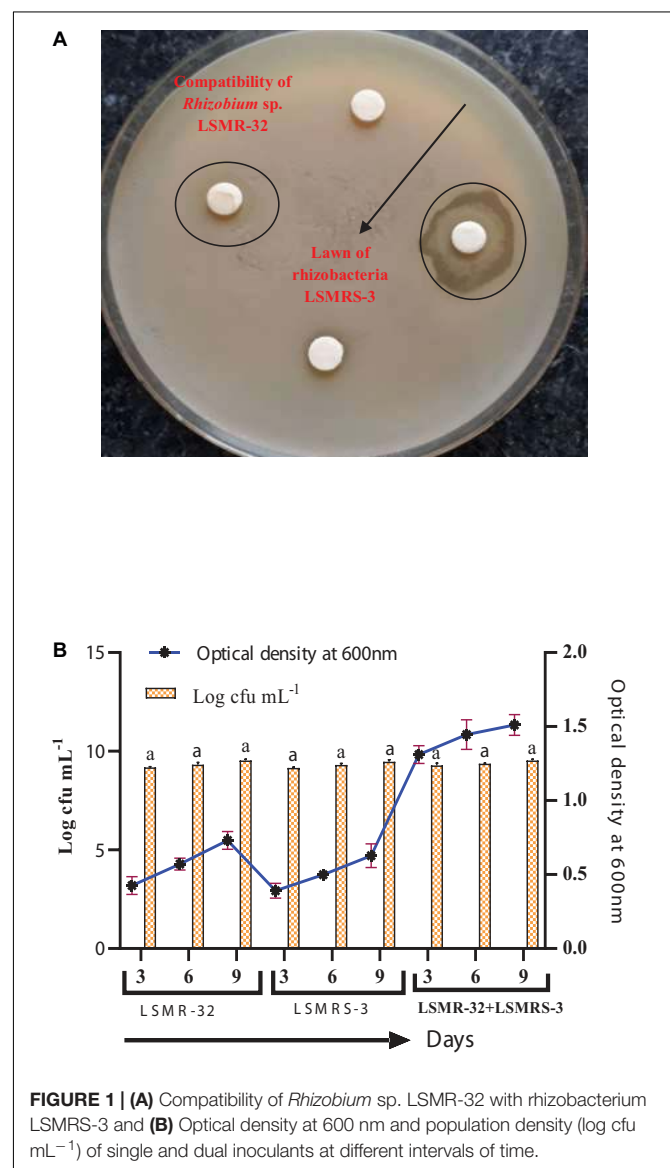 A
Compatibility of
Rhizobium sp.
LSMR-32
Lawn of
rhizobacteria
LSMRS-3
B
Optical density at 600nm
Log cfu mL-1
15
10
5
0
Log cfu mL-1
a a a a a a a a a
2.0
1.5
1.0
0.5
0.0
Optical density at 600nm
3 6 9 3 6 9 3 6 9
LSMR-32 LSMRS-3 LSMR-32+LSMRS-3
Days
FIGURE 1 | (A) Compatibility of Rhizobium sp. LSMR-32 with rhizobacterium
LSMRS-3 and (B) Optical density at 600 nm and population density (log cfu
mL−1) of single and dual inoculants at different intervals of time.